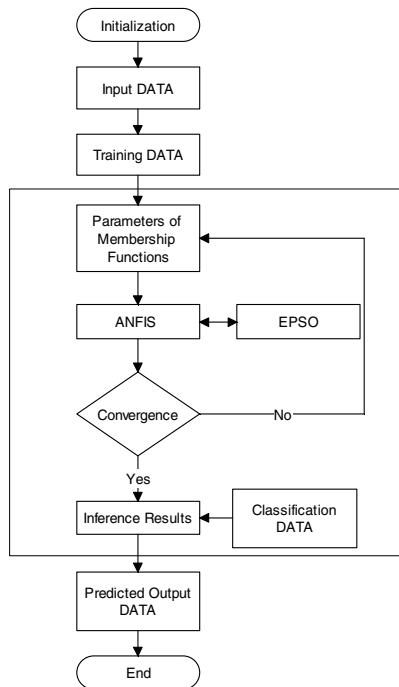 Initialization
Input DATA
Training DATA
Parameters of
Membership
Functions
ANFIS
EPSO
Convergence
No
Yes
Inference Results
Classification
DATA
Predicted Output
DATA
End